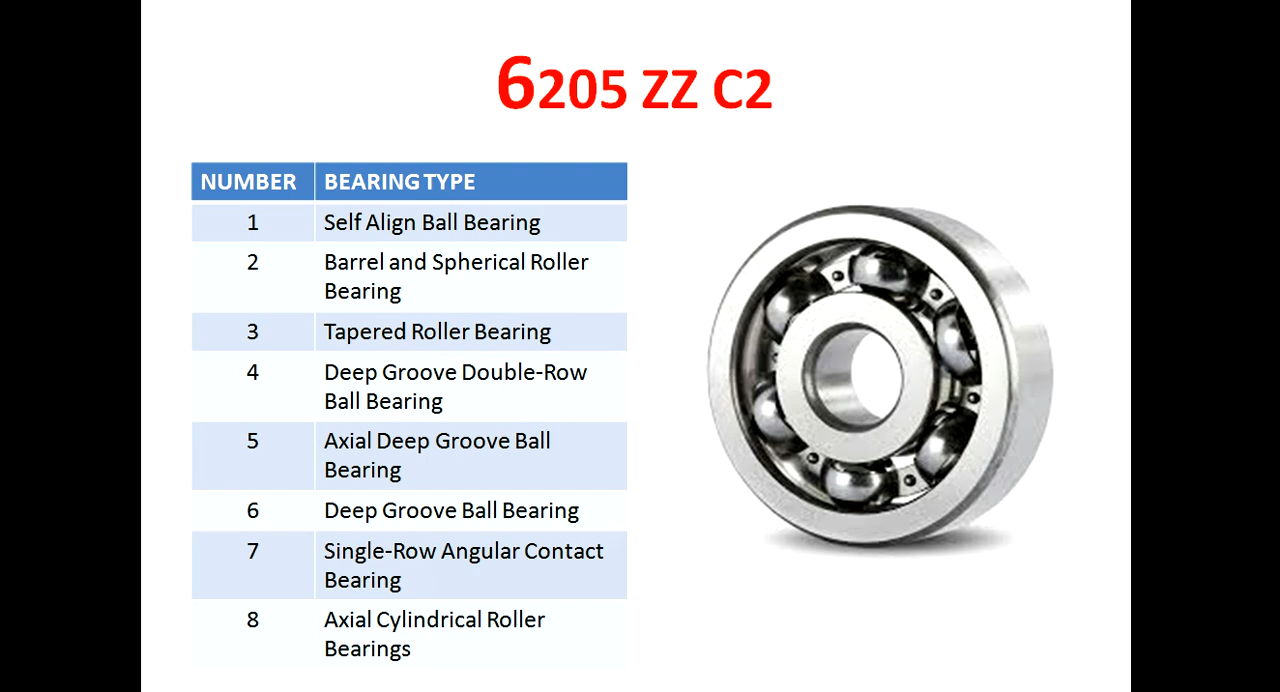 6205 ZZ C2
NUMBER BEARING TYPE
1 Self Align Ball Bearing
2 Barrel and Spherical Roller
Bearing
3 Tapered Roller Bearing
4 Deep Groove Double-Row
Ball Bearing
5 Axial Deep Groove Ball
Bearing
6 Deep Groove Ball Bearing
7 Single-Row Angular Contact
Bearing
8 Axial Cylindrical Roller
Bearings